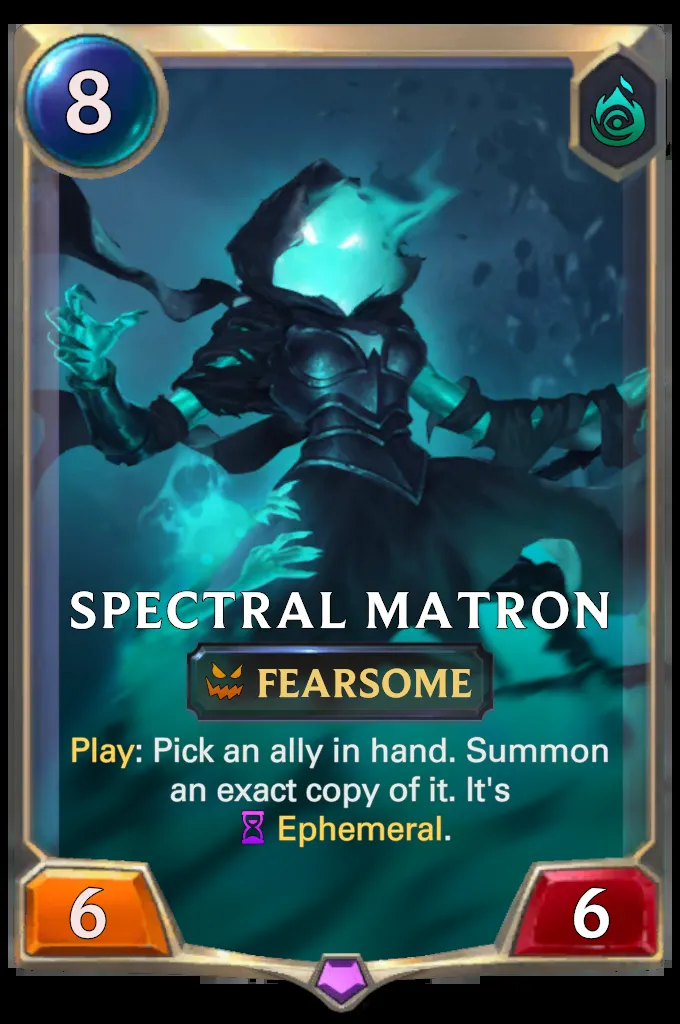 8
SPECTRAL MATRON
FEARSOME
Play: Pick an ally in hand. Summon
an exact copy of it. It's
Ephemeral.
6
6